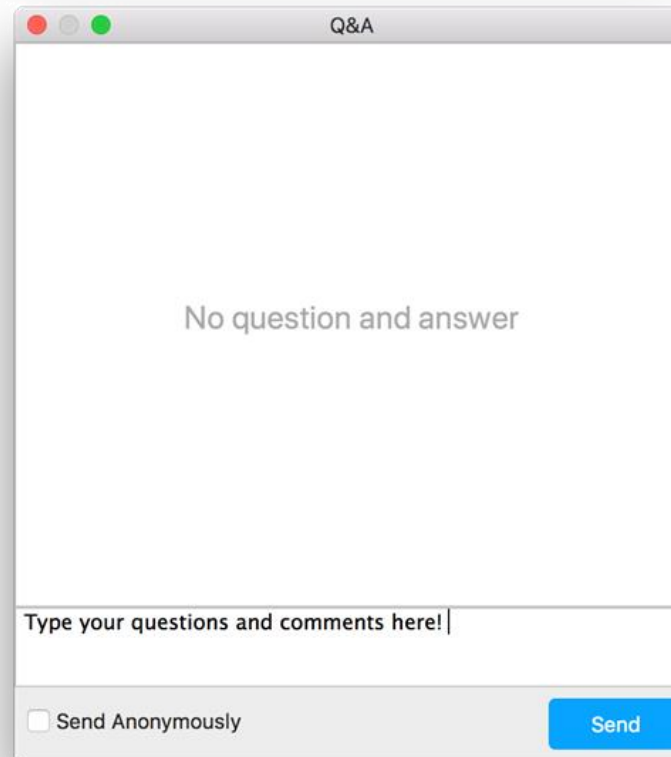 Q&A
No question and answer
Type your questions and comments here!
Send Anonymously
Send